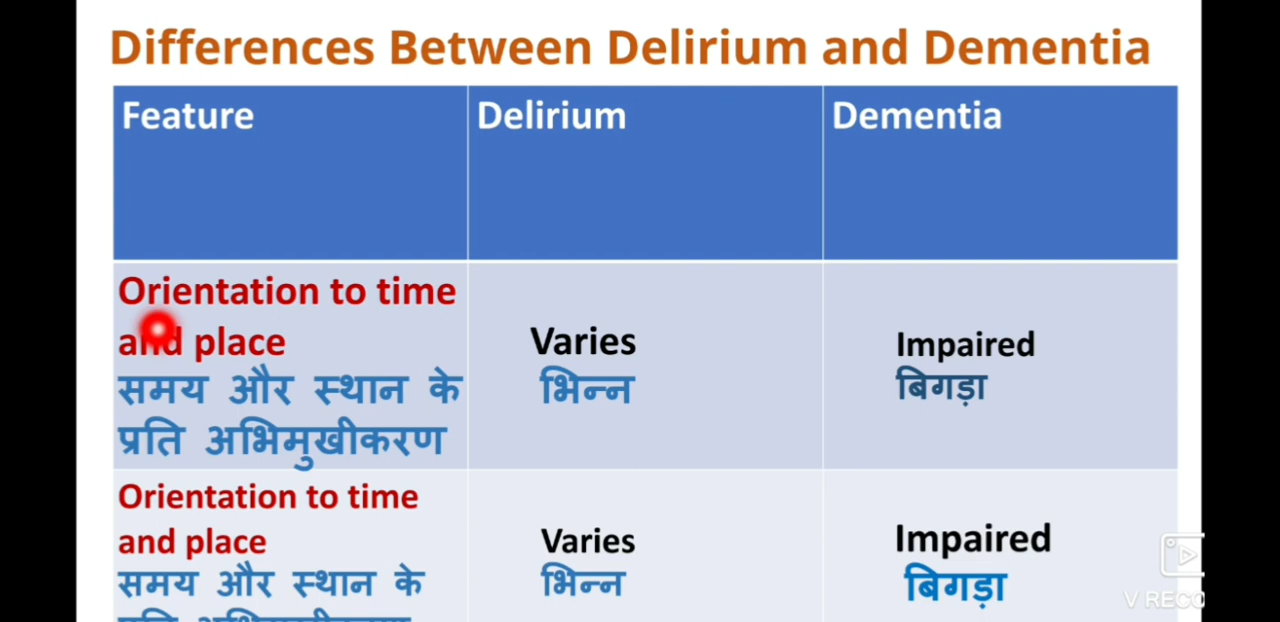 Differences Between Delirium and Dementia
Feature
Delirium
Dementia
Orientation to time
and place
समय और स्थान के
प्रति अभिमुखीकरण
Varies
भिन्न
Impaired
बिगड़ा
Orientation to time
and place
समय और स्थान के
Varies
भिन्न
Impaired
बिगड़ा
V RECO